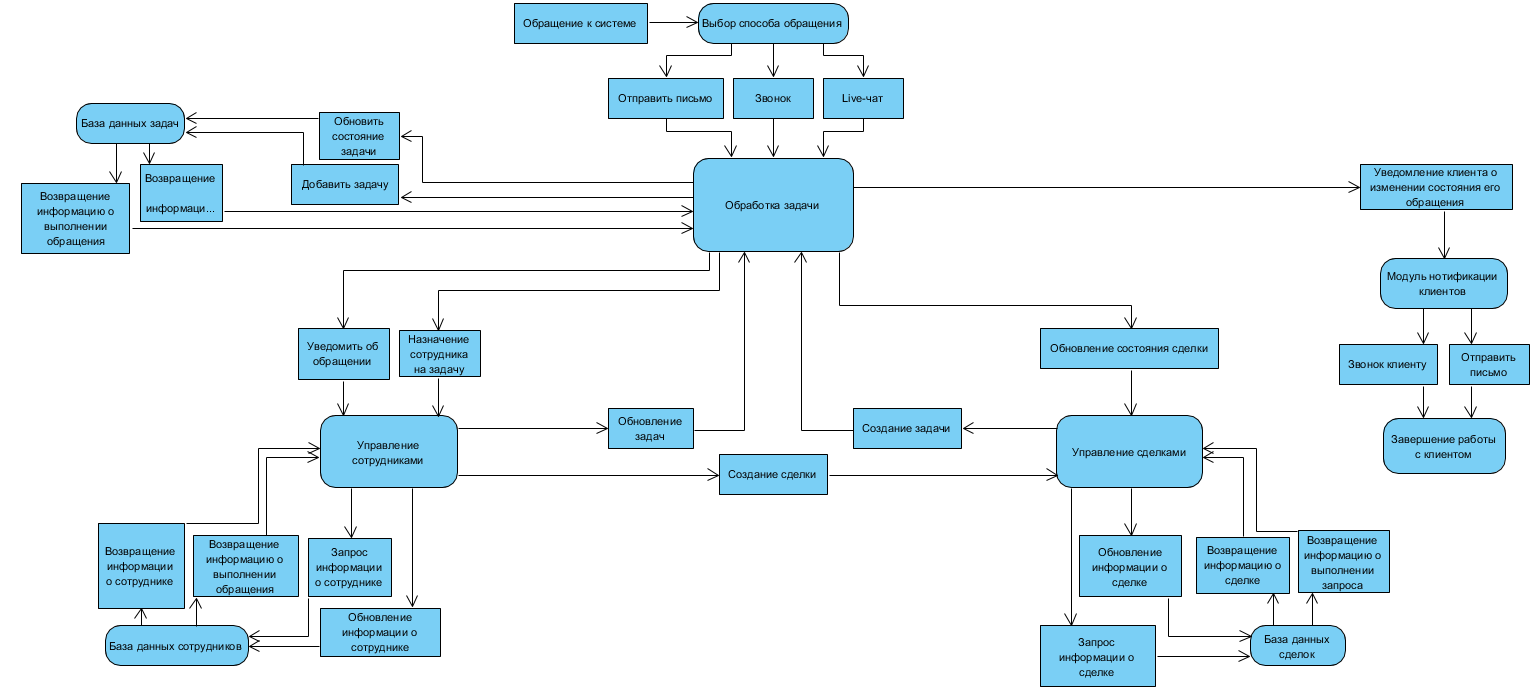 Обращение к системе
Выбор способа обращения
Отправить письмо
Звонок
Live-чат
База данных задач
Обновить
состояние
задачи
Добавить задачу
Возвращение
информаци...
Возвращение
информацию о
выполнении
обращения
Обработка задачи
Уведомление клиента о
изменении состояния его
обращения
Модуль нотификации
клиентов
Звонок клиенту
Отправить
письмо
Завершение работы
с клиентом
Уведомить об
обращении
Назначение
сотрудника
на задачу
Обновление состояния сделки
Управление
сотрудниками
Обновление
задач
Создание задачи
Управление сделками
Создание сделки
Возвращение
информации
о сотруднике
Возвращение
информацию о
выполнении
обращения
Запрос
информации
о сотруднике
Обновление
информации о
сотруднике
База данных сотрудников
Обновление
информации о
сделке
Возвращение
информацию о
сделке
Возвращение
информацию о
выполнении
запроса
Запрос
информации о
сделке
База данных
сделок